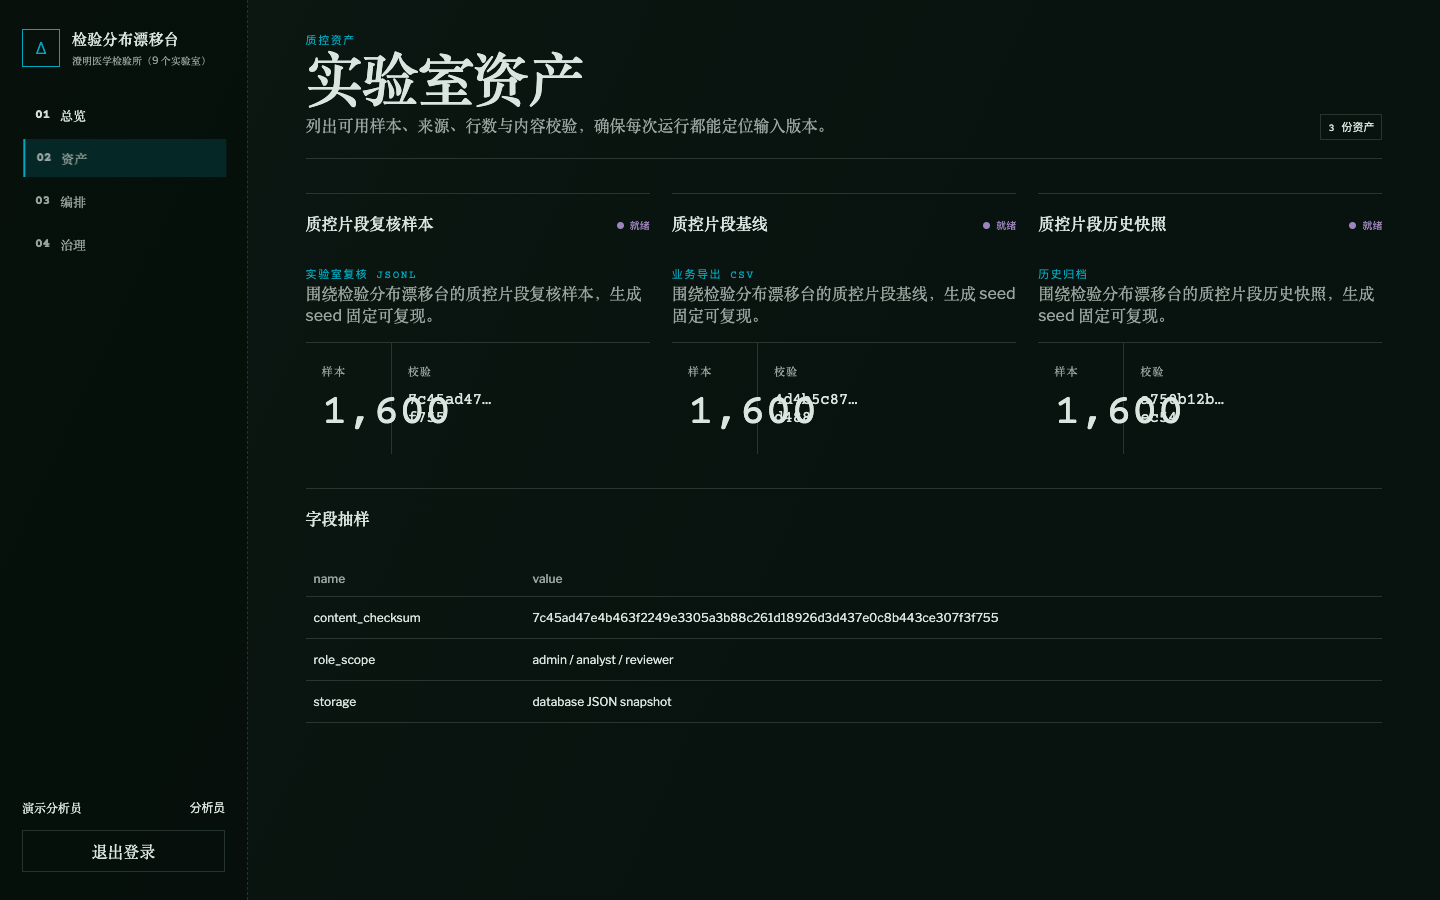 Δ
检验分布漂移台
澄明医学检验所（9 个实验室）
01 总览
02 资产
03 编排
04 治理
演示分析员
分析员
退出登录
质控资产
实验室资产
列出可用样本、来源、行数与内容校验，确保每次运行都能定位输入版本。
3 份资产
质控片段复核样本
就绪
实验室复核 JSONL
围绕检验分布漂移台的质控片段复核样本，生成
seed 固定可复现。
样本
1,600
校验
7c45ad47…
f755
质控片段基线
就绪
业务导出 CSV
围绕检验分布漂移台的质控片段基线，生成 seed
固定可复现。
样本
1,600
校验
4d4b5c87…
质控片段历史快照
就绪
历史归档
围绕检验分布漂移台的质控片段历史快照，生成
seed 固定可复现。
样本
1,600
校验
字段抽样
name value
content_checksum 7c45ad47e4b463f2249e3305a3b88c261d18926d3d437e0c8b443ce307f3f755
role_scope admin / analyst / reviewer
storage database JSON snapshot